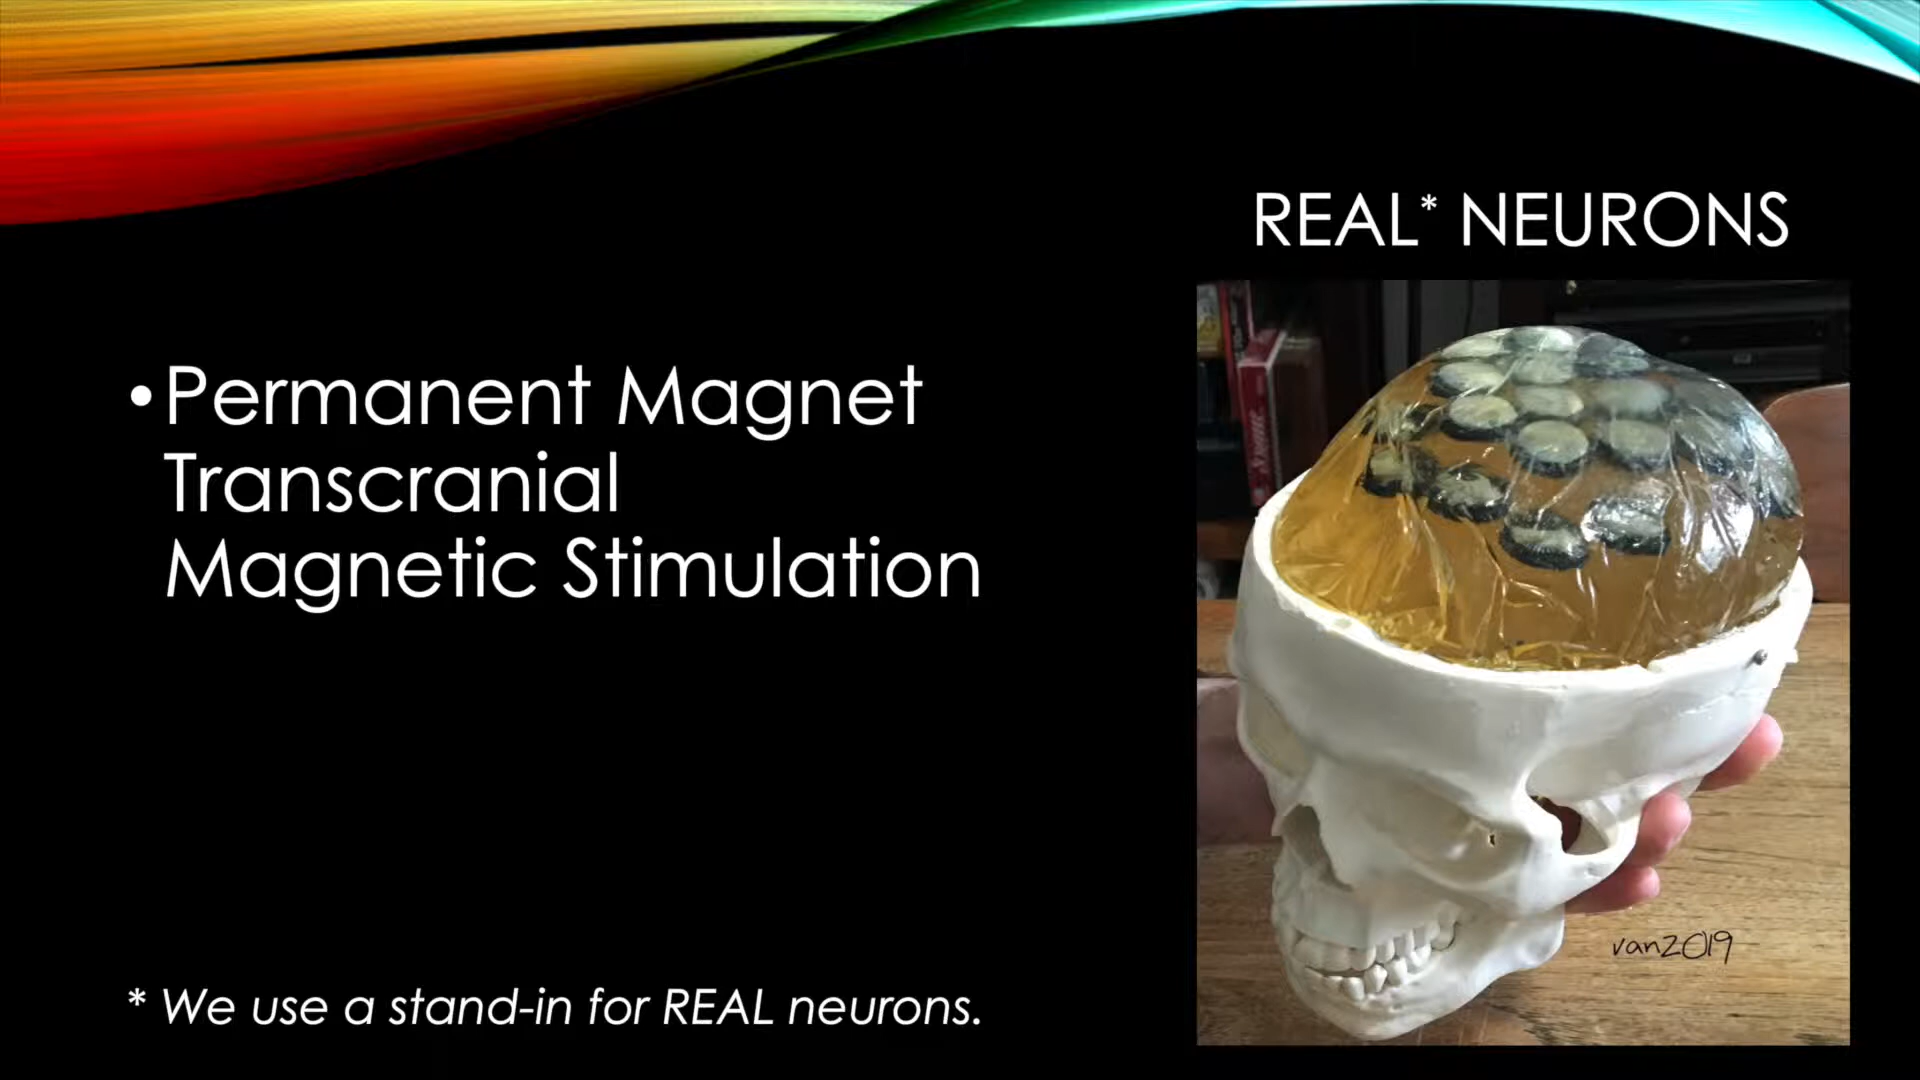 REAL* NEURONS
•Permanent Magnet
Transcranial
Magnetic Stimulation
* We use a stand-in for REAL neurons.
van2019